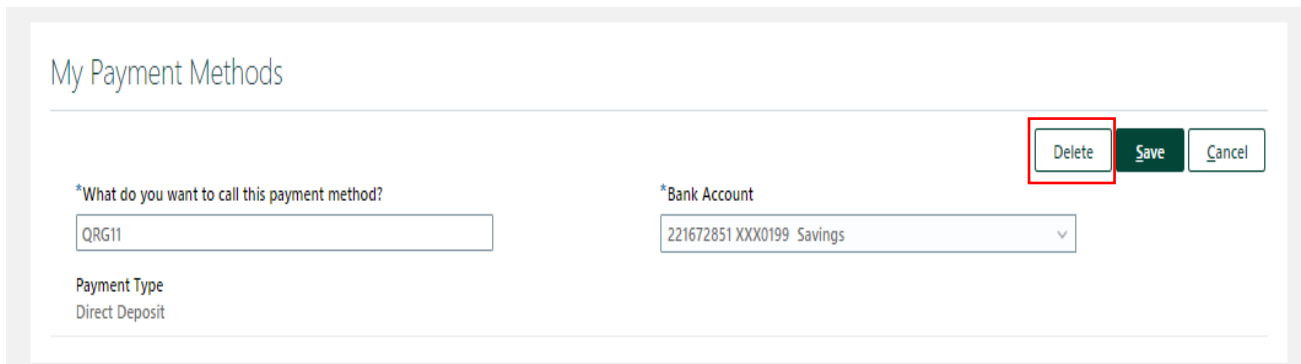 My Payment Methods
Delete Save Cancel
*What do you want to call this payment method?
QRG11
*Bank Account
221672851 XXX0199 Savings
Payment Type
Direct Deposit